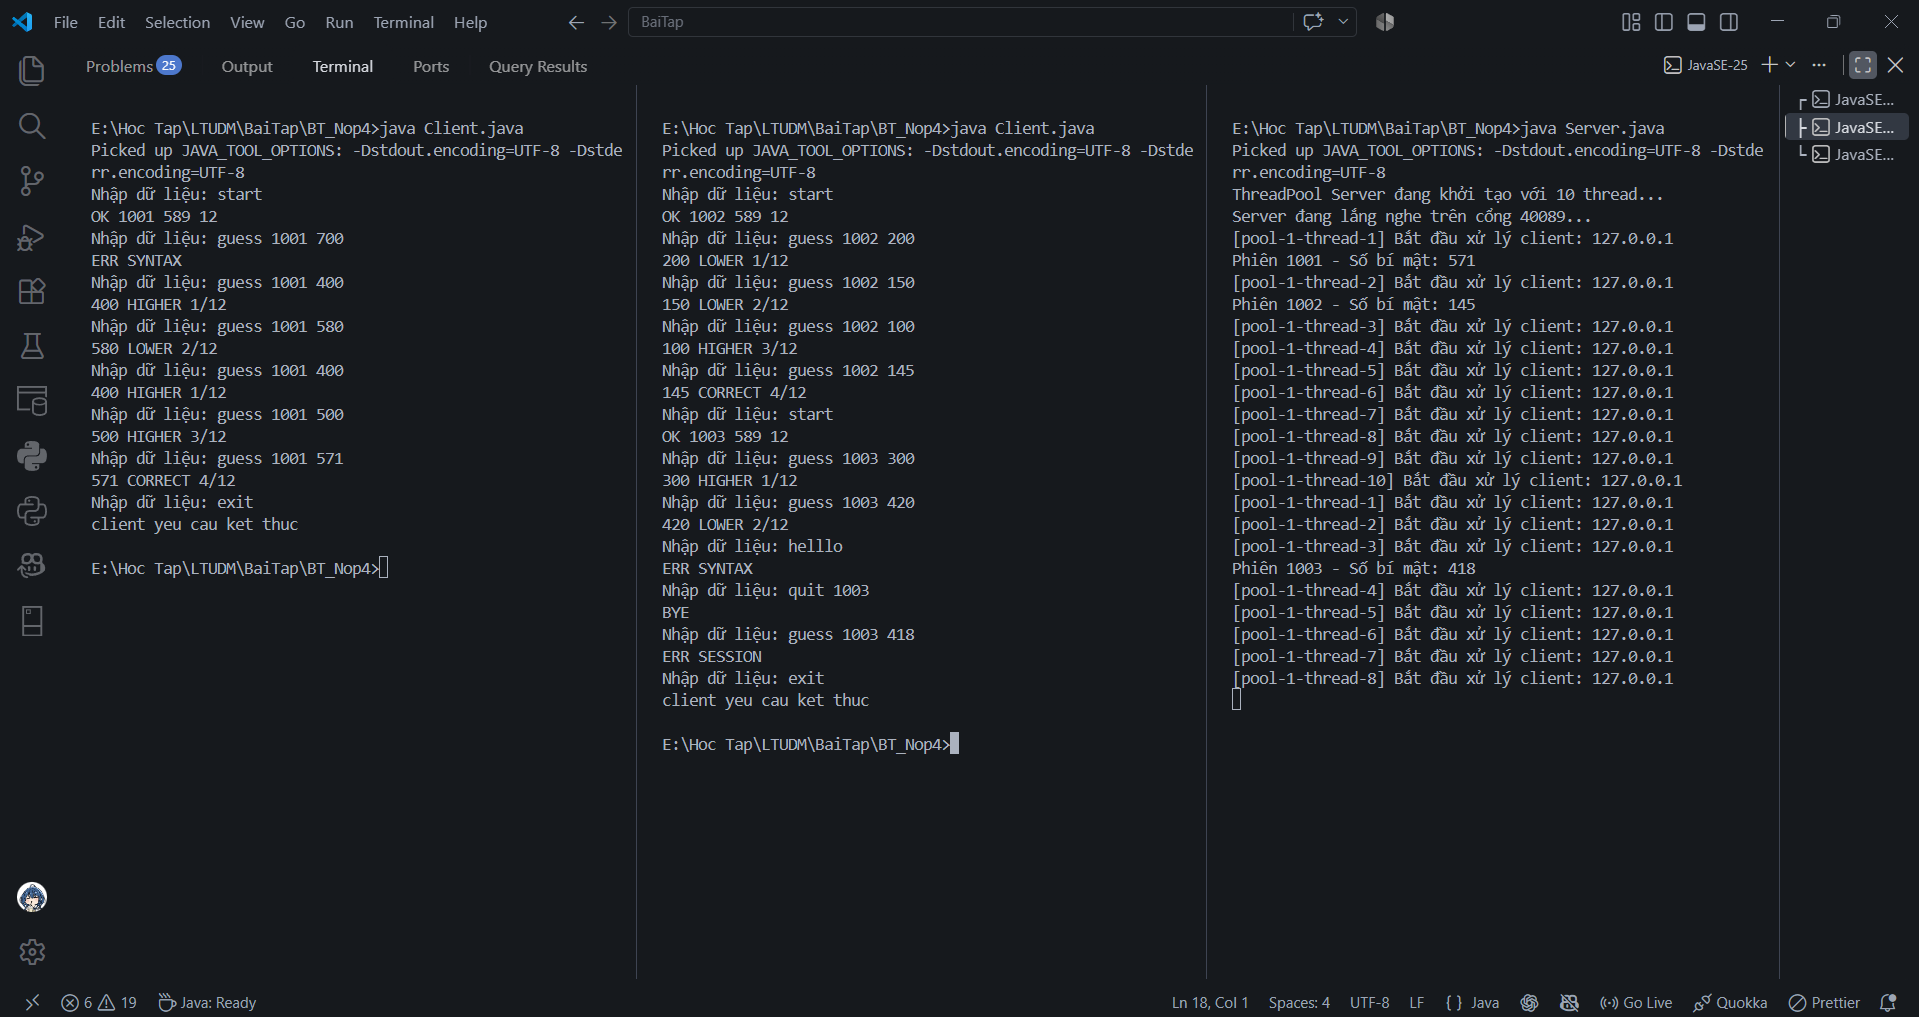 File Edit Selection View Go Run Terminal Help
BaiTap
Problems 25 Output Terminal Ports Query Results
JavaSE-25
E:\Hoc Tap\LTUDM\BaiTap\BT_Nop4>java Client.java
Picked up JAVA_TOOL_OPTIONS: -Dstdout.encoding=UTF-8 -Dstde
rr.encoding=UTF-8
Nhập dữ liệu: start
OK 1001 589 12
Nhập dữ liệu: guess 1001 700
ERR SYNTAX
Nhập dữ liệu: guess 1001 400
400 HIGHER 1/12
Nhập dữ liệu: guess 1001 580
580 LOWER 2/12
Nhập dữ liệu: guess 1001 400
400 HIGHER 1/12
Nhập dữ liệu: guess 1001 500
500 HIGHER 3/12
Nhập dữ liệu: guess 1001 571
571 CORRECT 4/12
Nhập dữ liệu: exit
client yeu cau ket thuc
E:\Hoc Tap\LTUDM\BaiTap\BT_Nop4>
E:\Hoc Tap\LTUDM\BaiTap\BT_Nop4>java Client.java
Picked up JAVA_TOOL_OPTIONS: -Dstdout.encoding=UTF-8 -Dstde
rr.encoding=UTF-8
Nhập dữ liệu: start
OK 1002 589 12
Nhập dữ liệu: guess 1002 200
200 LOWER 1/12
Nhập dữ liệu: guess 1002 150
150 LOWER 2/12
Nhập dữ liệu: guess 1002 100
100 HIGHER 3/12
Nhập dữ liệu: guess 1002 145
145 CORRECT 4/12
Nhập dữ liệu: start
OK 1003 589 12
Nhập dữ liệu: guess 1003 300
300 HIGHER 1/12
Nhập dữ liệu: guess 1003 420
420 LOWER 2/12
Nhập dữ liệu: helllo
ERR SYNTAX
Nhập dữ liệu: quit 1003
BYE
Nhập dữ liệu: guess 1003 418
ERR SESSION
Nhập dữ liệu: exit
client yeu cau ket thuc
E:\Hoc Tap\LTUDM\BaiTap\BT_Nop4>
E:\Hoc Tap\LTUDM\BaiTap\BT_Nop4>java Server.java
Picked up JAVA_TOOL_OPTIONS: -Dstdout.encoding=UTF-8 -Dstde
rr.encoding=UTF-8
ThreadPool Server đang khởi tạo với 10 thread...
Server đang lắng nghe trên cổng 40089...
[pool-1-thread-1] Bắt đầu xử lý client: 127.0.0.1
Phiên 1001 - Số bí mật: 571
[pool-1-thread-2] Bắt đầu xử lý client: 127.0.0.1
Phiên 1002 - Số bí mật: 145
[pool-1-thread-3] Bắt đầu xử lý client: 127.0.0.1
[pool-1-thread-4] Bắt đầu xử lý client: 127.0.0.1
[pool-1-thread-5] Bắt đầu xử lý client: 127.0.0.1
[pool-1-thread-6] Bắt đầu xử lý client: 127.0.0.1
[pool-1-thread-7] Bắt đầu xử lý client: 127.0.0.1
[pool-1-thread-8] Bắt đầu xử lý client: 127.0.0.1
[pool-1-thread-9] Bắt đầu xử lý client: 127.0.0.1
[pool-1-thread-10] Bắt đầu xử lý client: 127.0.0.1
[pool-1-thread-1] Bắt đầu xử lý client: 127.0.0.1
[pool-1-thread-2] Bắt đầu xử lý client: 127.0.0.1
[pool-1-thread-3] Bắt đầu xử lý client: 127.0.0.1
Phiên 1003 - Số bí mật: 418
[pool-1-thread-4] Bắt đầu xử lý client: 127.0.0.1
[pool-1-thread-5] Bắt đầu xử lý client: 127.0.0.1
[pool-1-thread-6] Bắt đầu xử lý client: 127.0.0.1
[pool-1-thread-7] Bắt đầu xử lý client: 127.0.0.1
[pool-1-thread-8] Bắt đầu xử lý client: 127.0.0.1
JavaSE...
JavaSE...
JavaSE...
6 19 Java: Ready
Ln 18, Col 1 Spaces: 4 UTF-8 LF {} Java Go Live Quokka Prettier